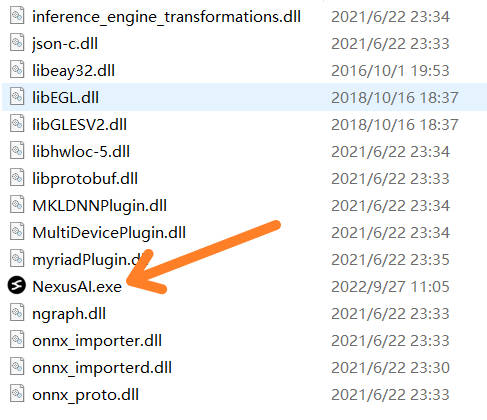 inference_engine_transformations.dll 2021/6/22 23:34
json-c.dll 2021/6/22 23:33
libeay32.dll 2016/10/1 19:53
libEGL.dll 2018/10/16 18:37
libGLESV2.dll 2018/10/16 18:37
libhwloc-5.dll 2021/6/22 23:34
libprotobuf.dll 2021/6/22 23:33
MKLDNNPlugin.dll 2021/6/22 23:34
MultiDevicePlugin.dll 2021/6/22 23:34
myriadPlugin.d 2021/6/22 23:35
NexusAI.exe 2022/9/27 11:05
ngraph.dll 2021/6/22 23:33
onnx_importer.dll 2021/6/22 23:33
onnx_importerd.dll 2021/6/22 23:30
onnx_proto.dll 2021/6/22 23:33